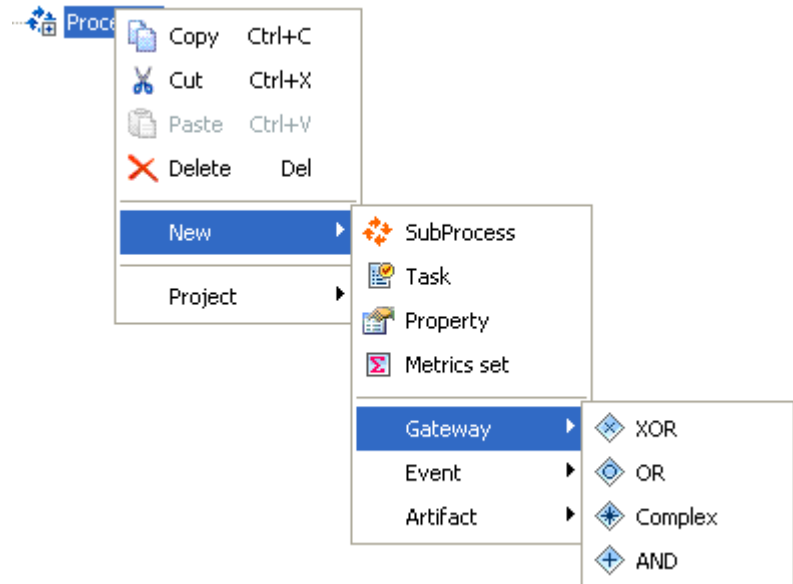 Copy Ctrl+C
Cut Ctrl+X
Paste Ctrl+V
Delete Del
New
Project
SubProcess
Task
Property
Metrics set
Gateway
Event
Artifact
XOR
OR
Complex
AND